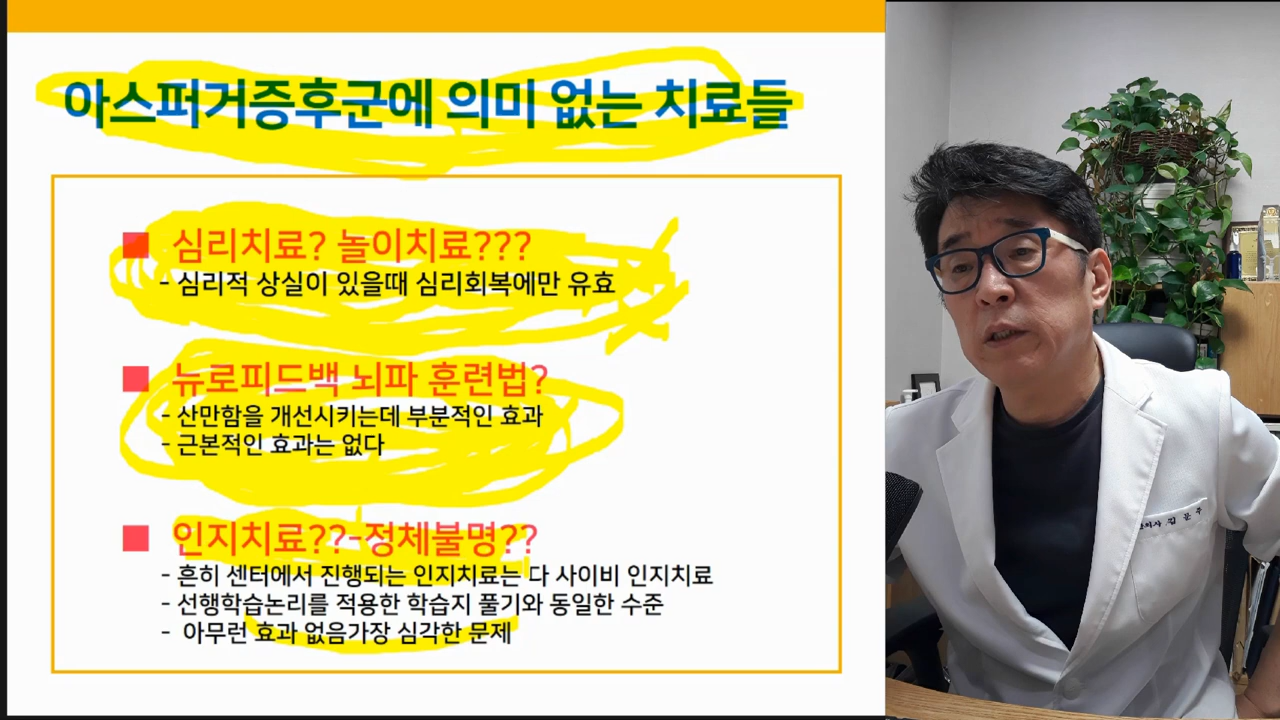 아스퍼거증후군에 의미 없는 치료들
■ 심리치료? 놀이치료???
- 심리적 상실이 있을때 심리회복에만 유효
■ 뉴로피드백 뇌파 훈련법?
- 산만함을 개선시키는데 부분적인 효과
- 근본적인 효과는 없다
■ 인지치료??-정체불명??
- 흔히 센터에서 진행되는 인지치료는 다 사이비 인지치료
- 선행학습논리를 적용한 학습지 풀기와 동일한 수준
- 아무런 효과 없음가장 심각한 문제